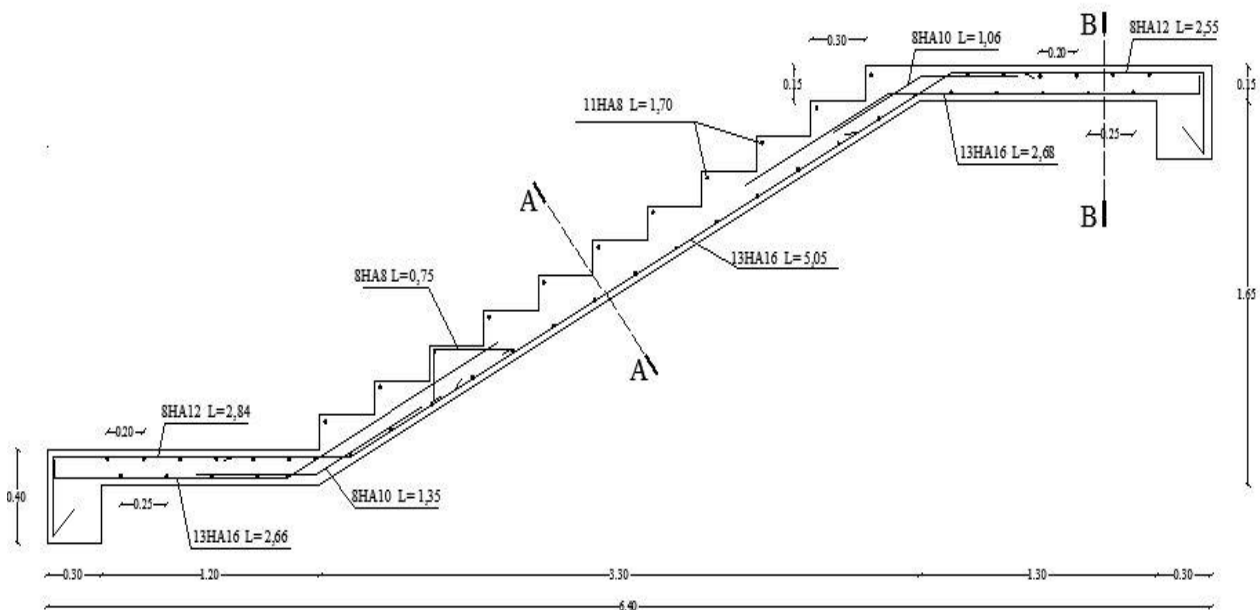 B
8HA10 L=1,06
8HA12 L=2,55
0.30
0.20
0.15
0.15
11HA8 L=1,70
0.25
13HA16 L=2,68
A
B
13HA16 L=5,05
8HA8 L=0,75
1.65
A
8HA12 L=2,84
0.20
0.40
0.25
8HA10 L=1,35
13HA16 L=2,66
0.30 1.20 3.30 1.30 0.30
6.40